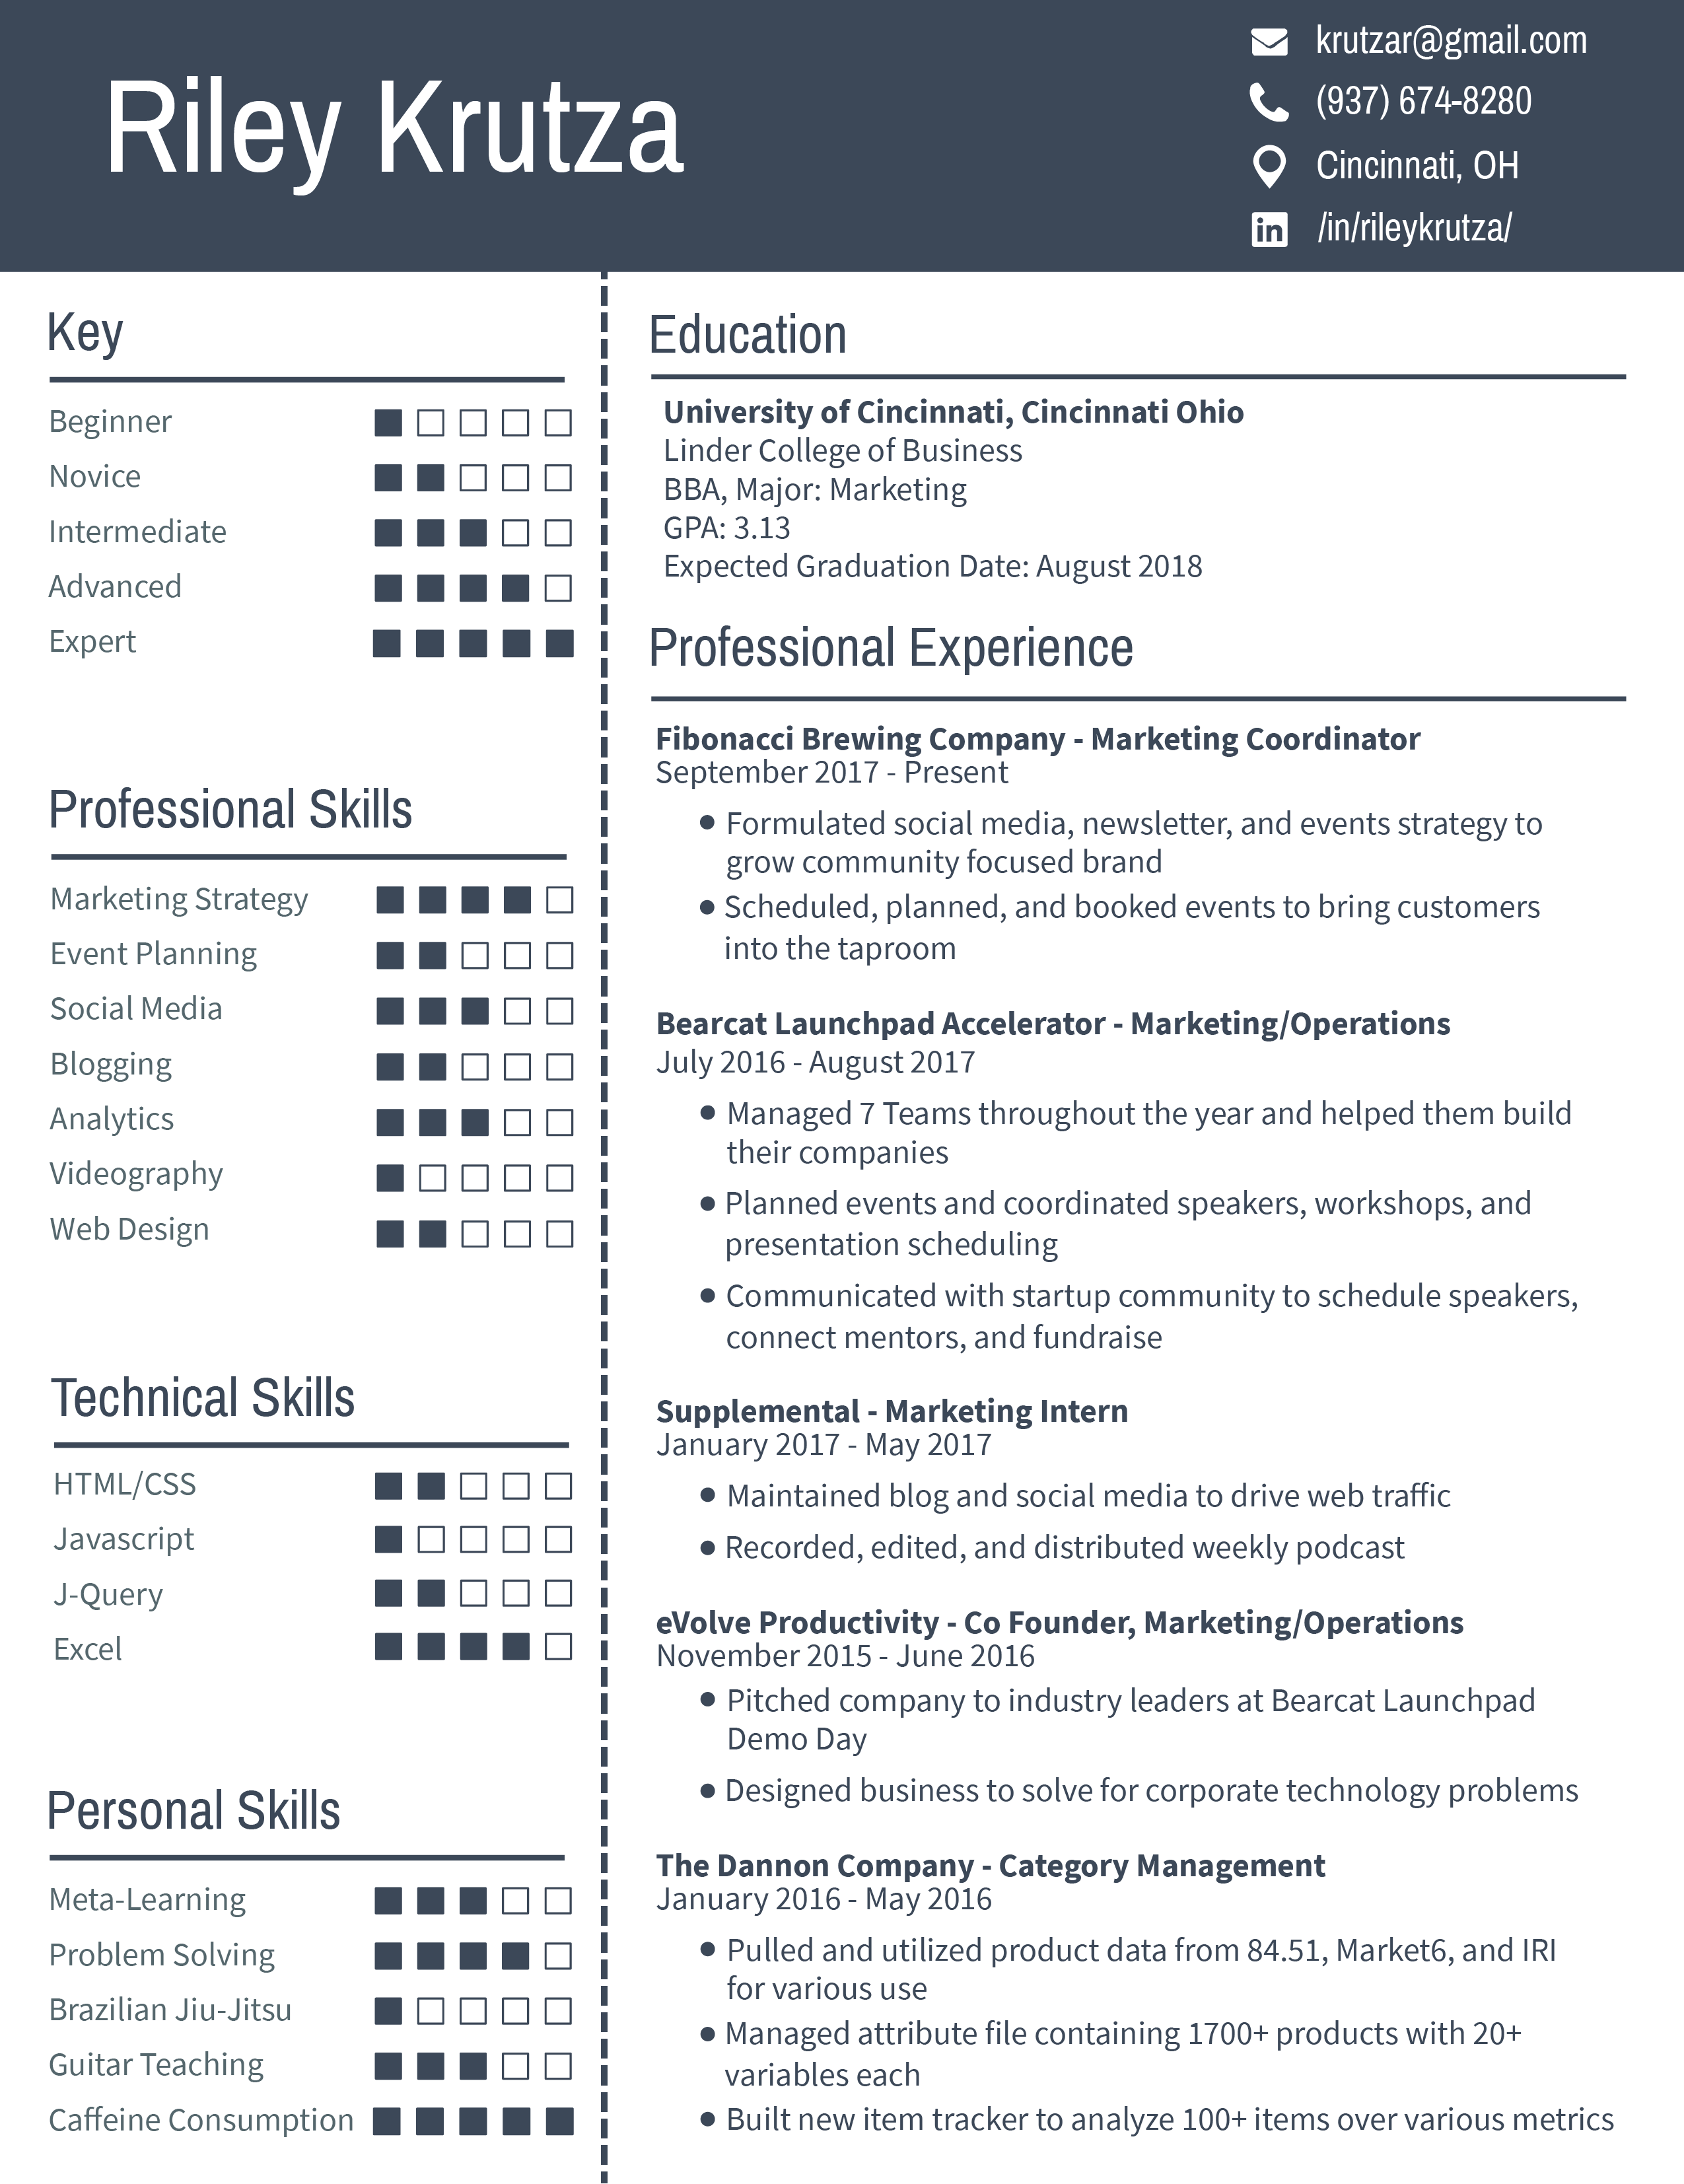 Riley Krutza
krutzar@gmail.com
(937) 674-8280
Cincinnati, OH
/in/rileykrutza/
Key
Beginner
Novice
Intermediate
Advanced
Expert
Professional Skills
Marketing Strategy
Event Planning
Social Media
Blogging
Analytics
Videography
Web Design
Technical Skills
HTML/CSS
Javascript
J-Query
Excel
Personal Skills
Meta-Learning
Problem Solving
Brazilian Jiu-Jitsu
Guitar Teaching
Caffeine Consumption
Education
University of Cincinnati, Cincinnati Ohio
Linder College of Business
BBA, Major: Marketing
GPA: 3.13
Expected Graduation Date: August 2018
Professional Experience
Fibonacci Brewing Company - Marketing Coordinator
September 2017 - Present
● Formulated social media, newsletter, and events strategy to
grow community focused brand
● Scheduled, planned, and booked events to bring customers
into the taproom
Bearcat Launchpad Accelerator - Marketing/Operations
July 2016 - August 2017
● Managed 7 Teams throughout the year and helped them build
their companies
● Planned events and coordinated speakers, workshops, and
presentation scheduling
● Communicated with startup community to schedule speakers,
connect mentors, and fundraise
Supplemental - Marketing Intern
January 2017 - May 2017
● Maintained blog and social media to drive web traffic
● Recorded, edited, and distributed weekly podcast
eVolve Productivity - Co Founder, Marketing/Operations
November 2015 - June 2016
● Pitched company to industry leaders at Bearcat Launchpad
Demo Day
● Designed business to solve for corporate technology problems
The Dannon Company - Category Management
January 2016 - May 2016
● Pulled and utilized product data from 84.51, Market6, and IRI
for various use
● Managed attribute file containing 1700+ products with 20+
variables each
● Built new item tracker to analyze 100+ items over various metrics